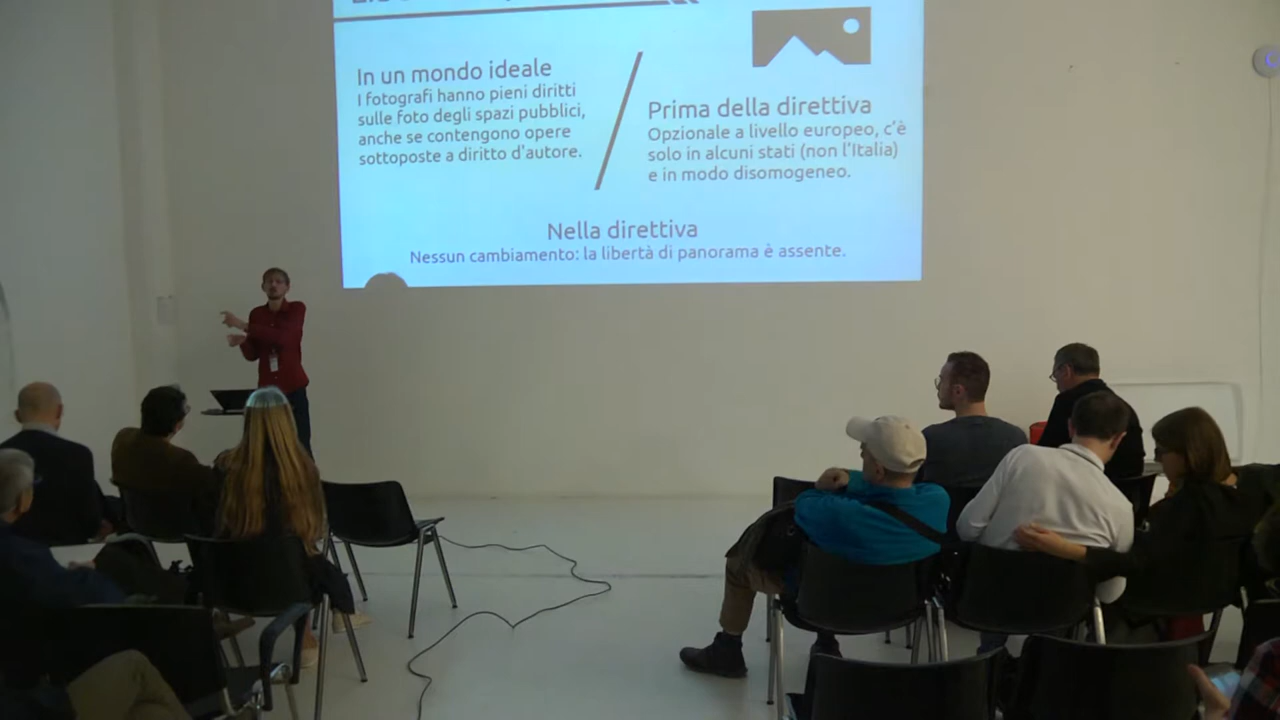 In un mondo ideale
I fotografi hanno pieni diritti
sulle foto degli spazi pubblici,
anche se contengono opere
sottoposte a diritto d'autore.
Prima della direttiva
Opzionale a livello europeo, c'è
solo in alcuni stati (non l'Italia)
e in modo disomogeneo.
Nella direttiva
Nessun cambiamento: la libertà di panorama è assente.